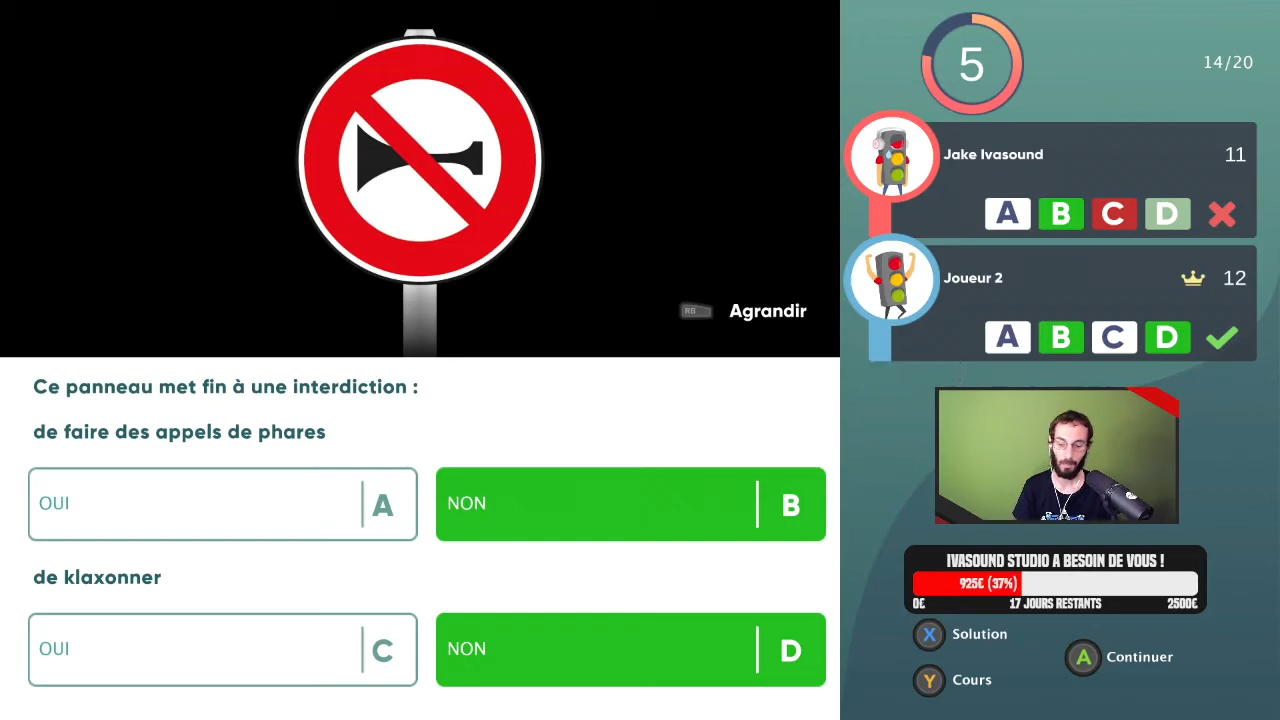 5
14/20
Jake Ivasound
11
A B C D
Joueur 2
12
A B C D
RB Agrandir
Ce panneau met fin à une interdiction :
de faire des appels de phares
OUI A
NON B
de klaxonner
OUI C
NON D
IVASOUND STUDIO A BESOIN DE VOUS !
925€ (37%)
0€ 17 JOURS RESTANTS 2500€
X Solution
A Continuer
Y Cours